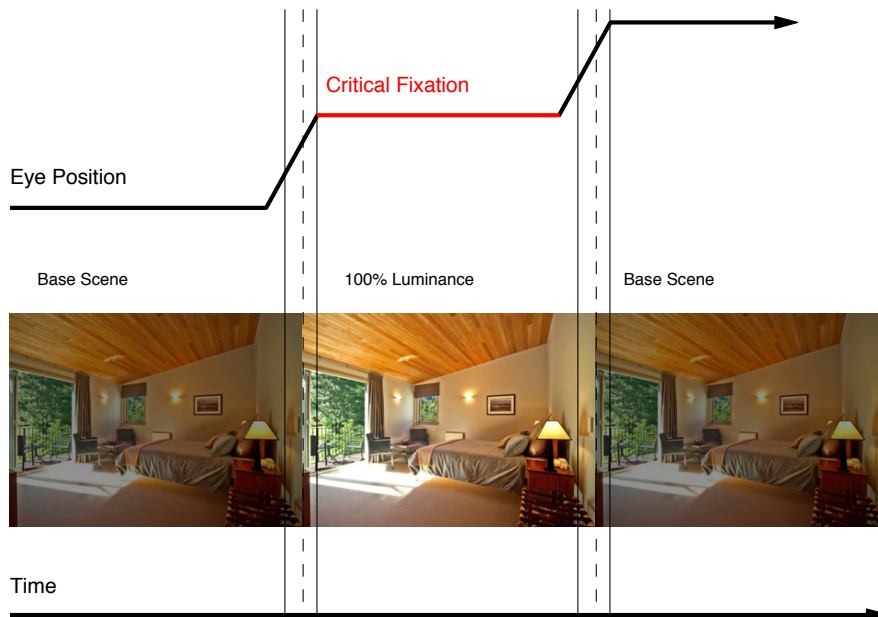 Critical Fixation
Eye Position
Base Scene
100% Luminance
Base Scene
Time